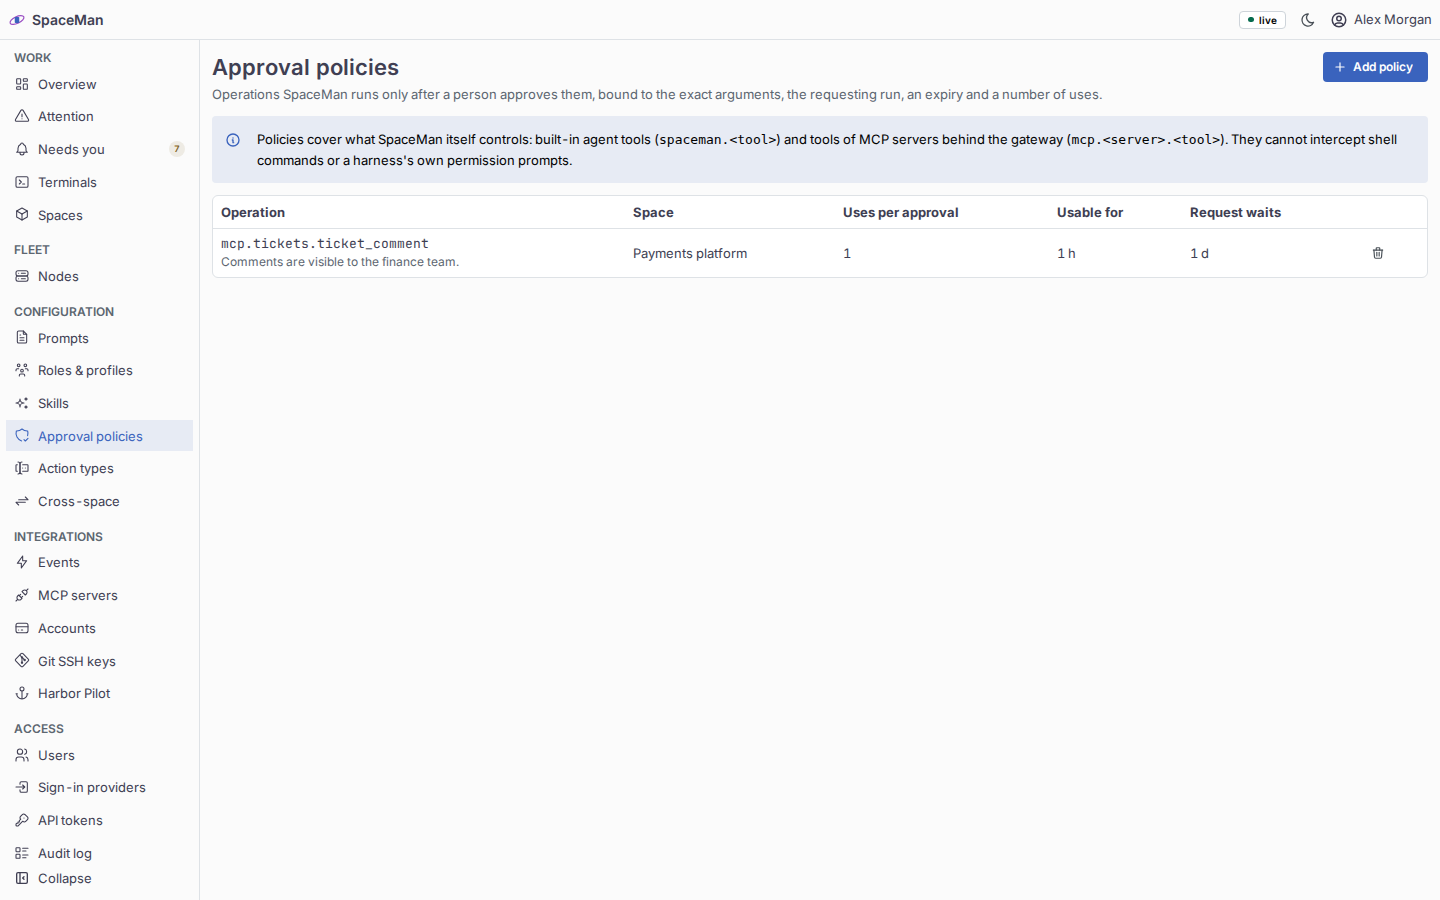 SpaceMan
live
Alex Morgan
WORK
Overview
Attention
Needs you
7
Terminals
Spaces
FLEET
Nodes
CONFIGURATION
Prompts
Roles & profiles
Skills
Approval policies
Action types
Cross-space
INTEGRATIONS
Events
MCP servers
Accounts
Git SSH keys
Harbor Pilot
ACCESS
Users
Sign-in providers
API tokens
Audit log
Collapse
Approval policies
Add policy
Operations SpaceMan runs only after a person approves them, bound to the exact arguments, the requesting run, an expiry and a number of uses.
Policies cover what SpaceMan itself controls: built-in agent tools (spaceman.<tool>) and tools of MCP servers behind the gateway (mcp.<server>.<tool>). They cannot intercept shell
commands or a harness's own permission prompts.
Operation Space Uses per approval Usable for Request waits
mcp.tickets.ticket_comment
Comments are visible to the finance team.
Payments platform 1 1 h 1 d